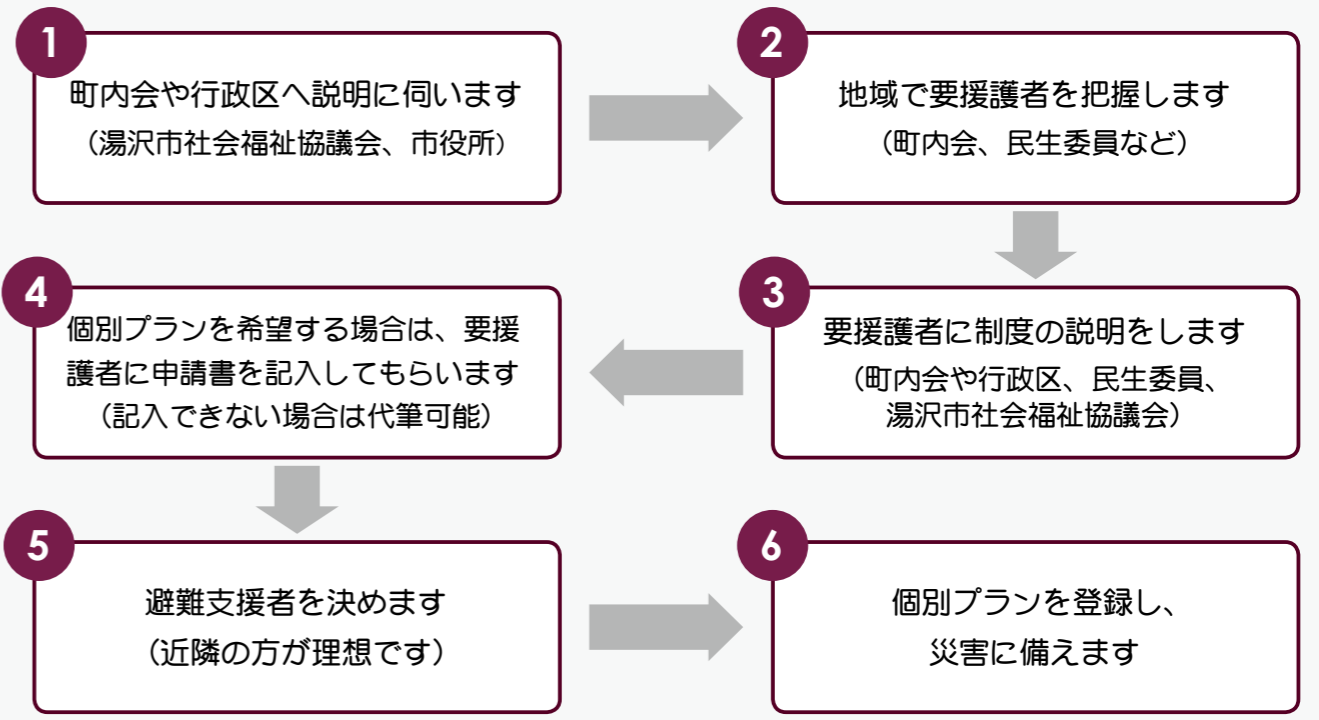 1
町内会や行政区へ説明に伺います
（湯沢市社会福祉協議会、市役所）
2
地域で要援護者を把握します
（町内会、民生委員など）
3
要援護者に制度の説明をします
（町内会や行政区、民生委員、
湯沢市社会福祉協議会）
4
個別プランを希望する場合は、要援
護者に申請書を記入してもらいます
（記入できない場合は代筆可能）
5
避難支援者を決めます
（近隣の方が理想です）
6
個別プランを登録し、
災害に備えます